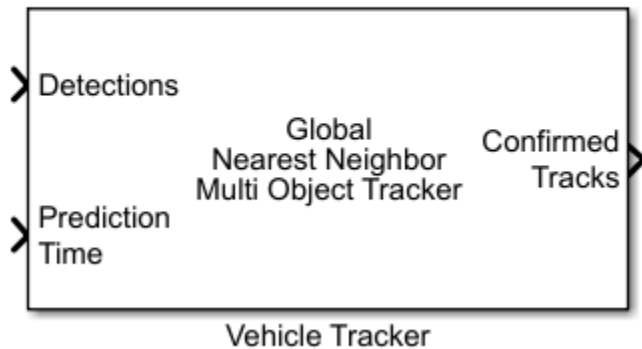 Detections
Prediction
Time
Global
Nearest Neighbor
Multi Object Tracker
Confirmed
Tracks
Vehicle Tracker